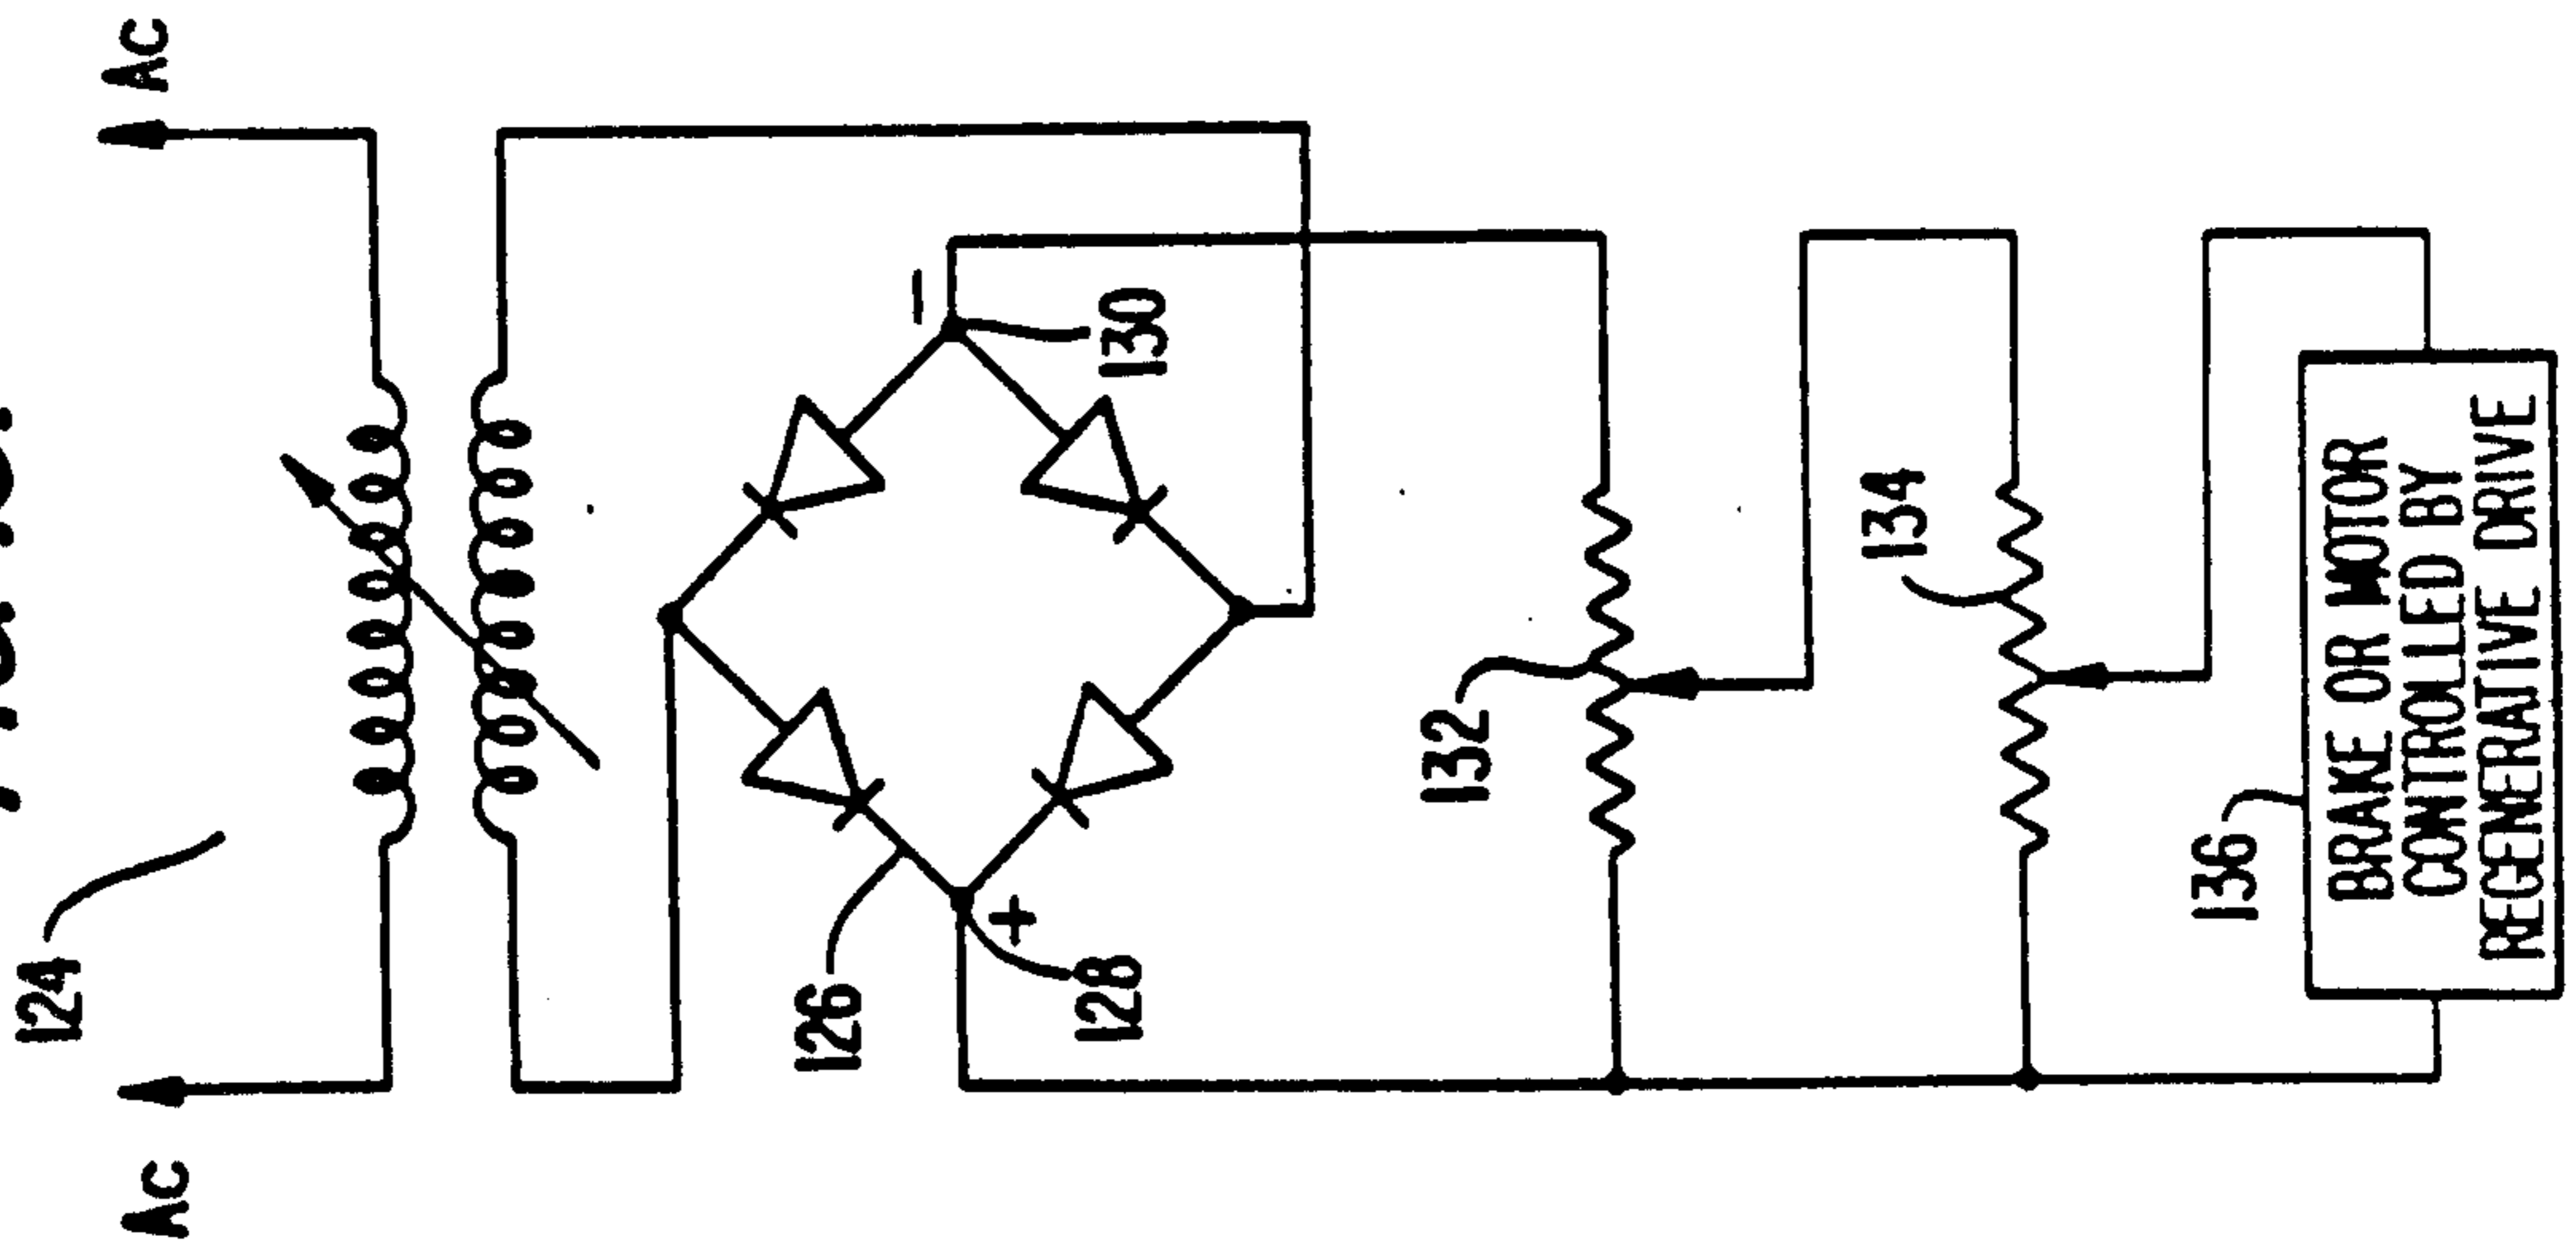 124
Ac
Ac
126
128
+
−
130
132
134
136
BRAKE OR MOTOR
CONTROLLED BY
REGENERATIVE DRIVE